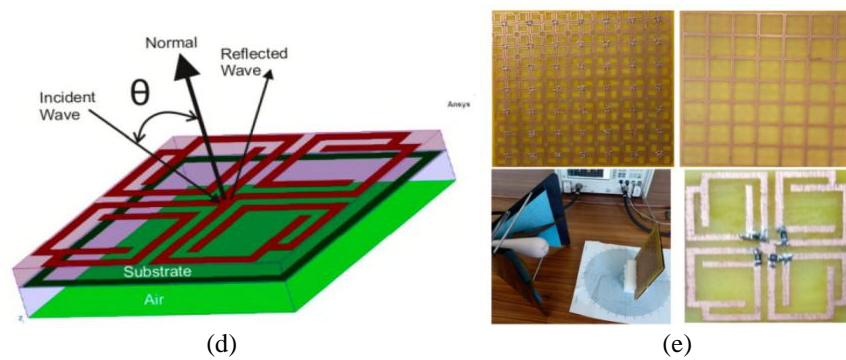 Normal
Reflected
Wave
Incident
Wave
θ
Ansys
Substrate
Air
z
(d)
(e)